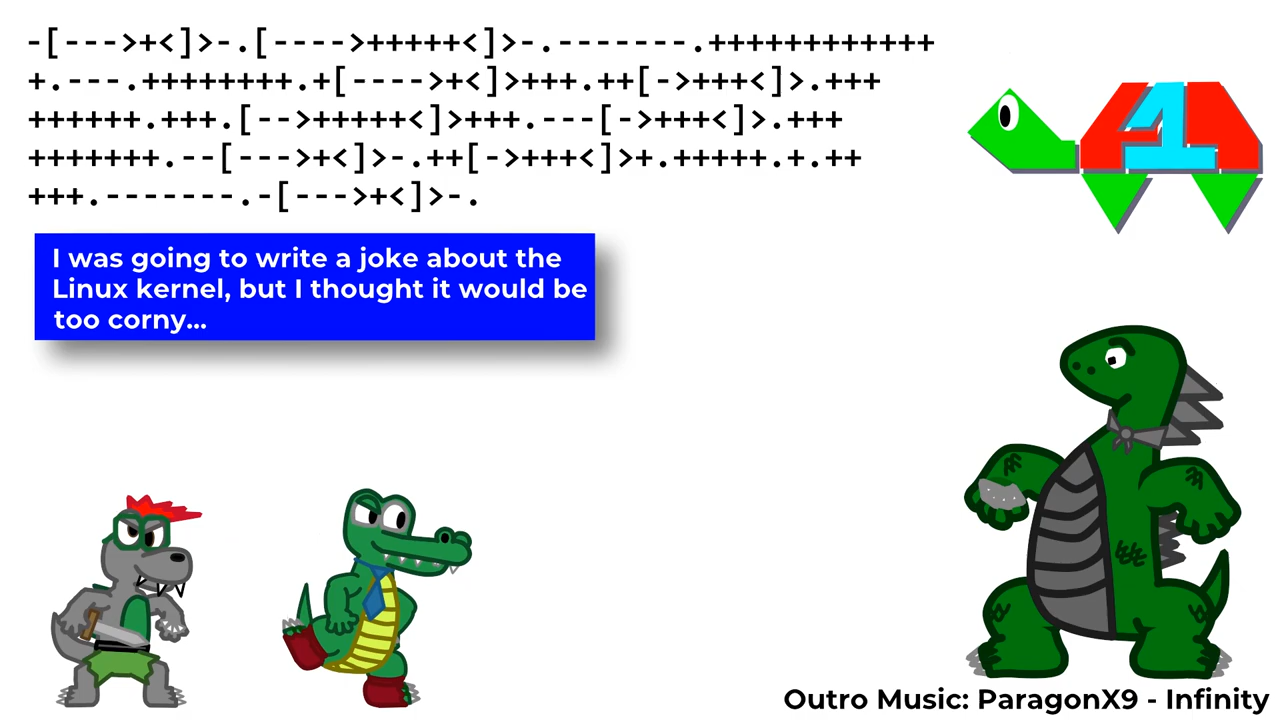 -[--->+<]>-.[---->+++++<]>-.-------.++++++++++++
+.---.++++++++.+[---->+<]>+++.++[->+++<]>.+++
++++++.+++.[-->+++++<]>+++.---[->+++<]>.+++
+++++++.--[--->+<]>-.++[->+++<]>+.+++++.+.++
+++.-------.-[--->+<]>-.
1
I was going to write a joke about the
Linux kernel, but I thought it would be
too corny...
Outro Music: ParagonX9 - Infinity